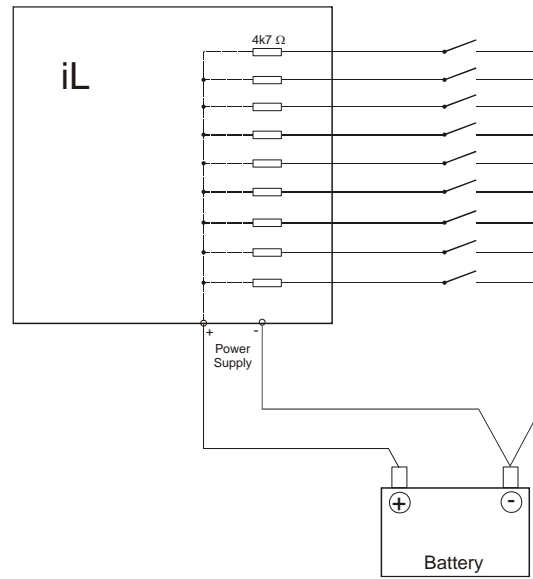 4k7 Ω
iL
+ -
Power
Supply
+ -
Battery